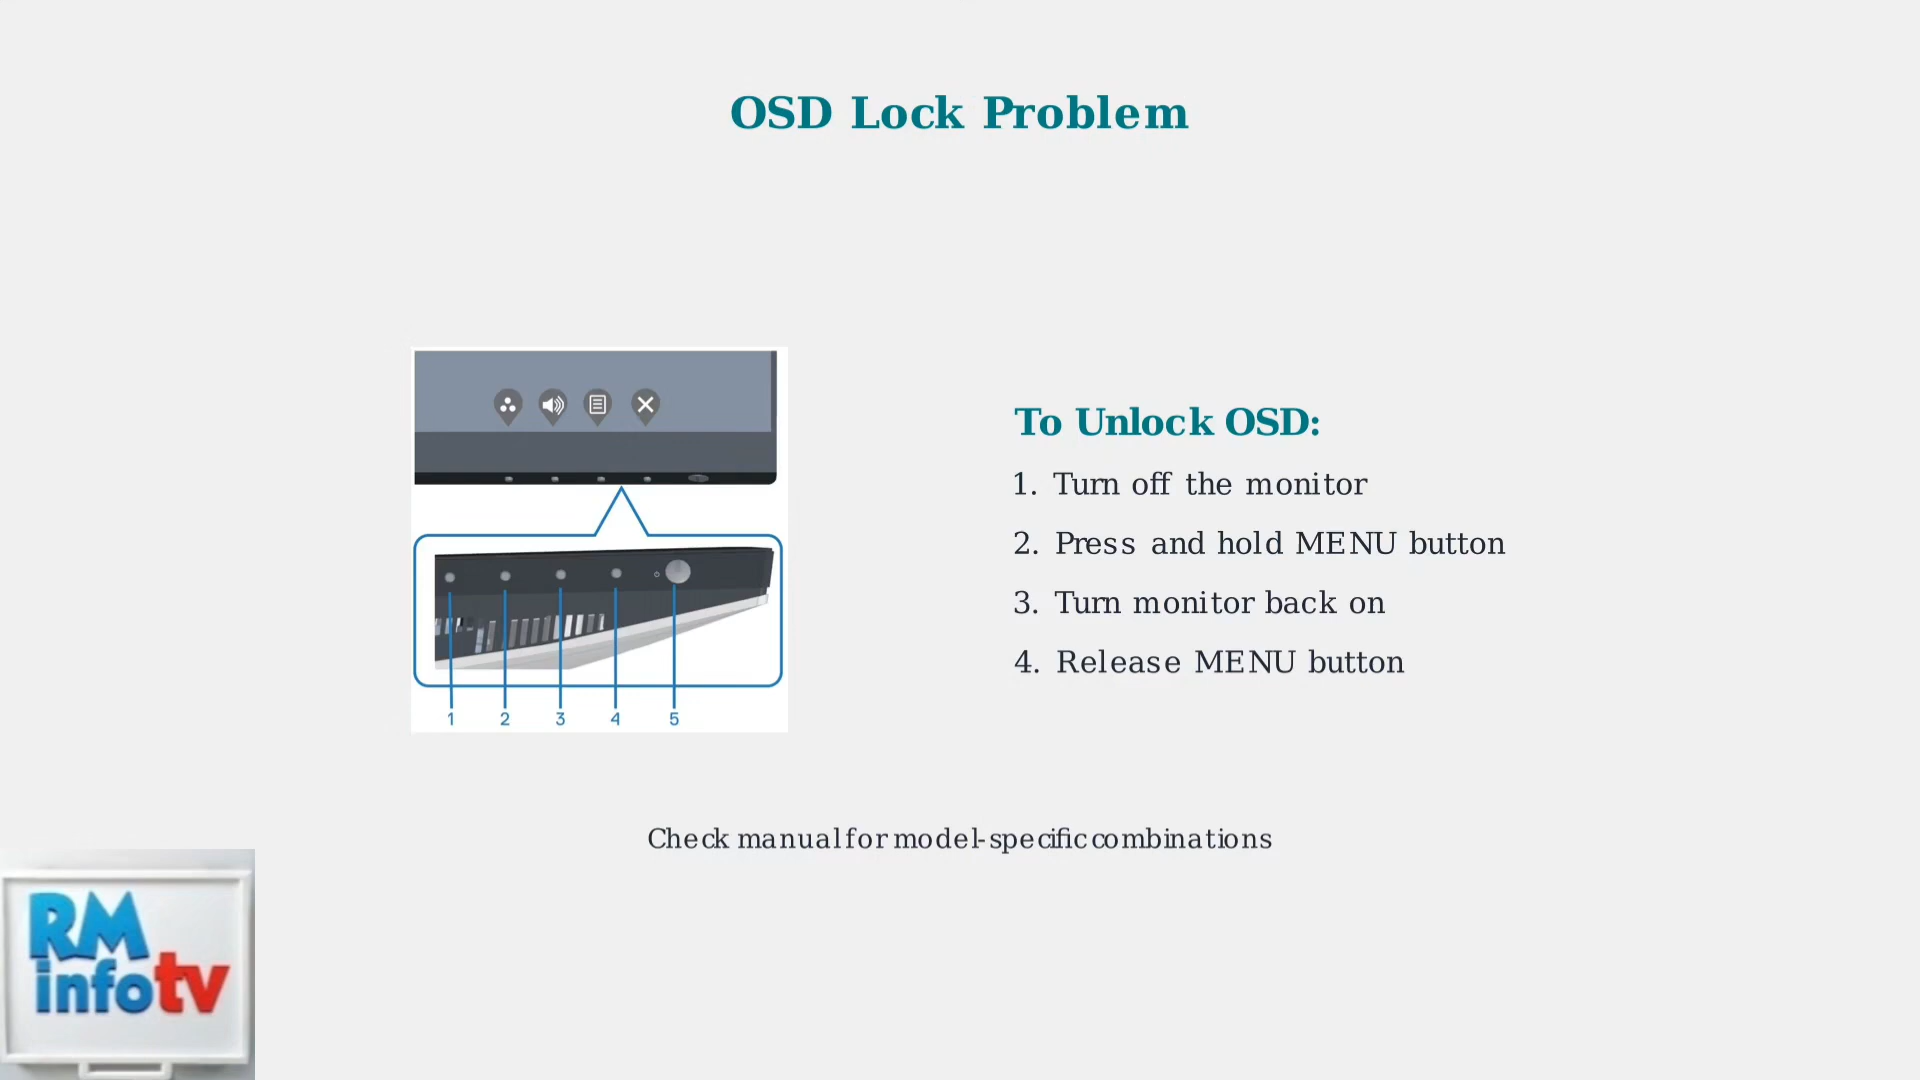 OSD Lock Problem
To Unlock OSD:
1. Turn off the monitor
2. Press and hold MENU button
3. Turn monitor back on
4. Release MENU button
1 2 3 4 5
Check manual for model-specific combinations
RM
infotv